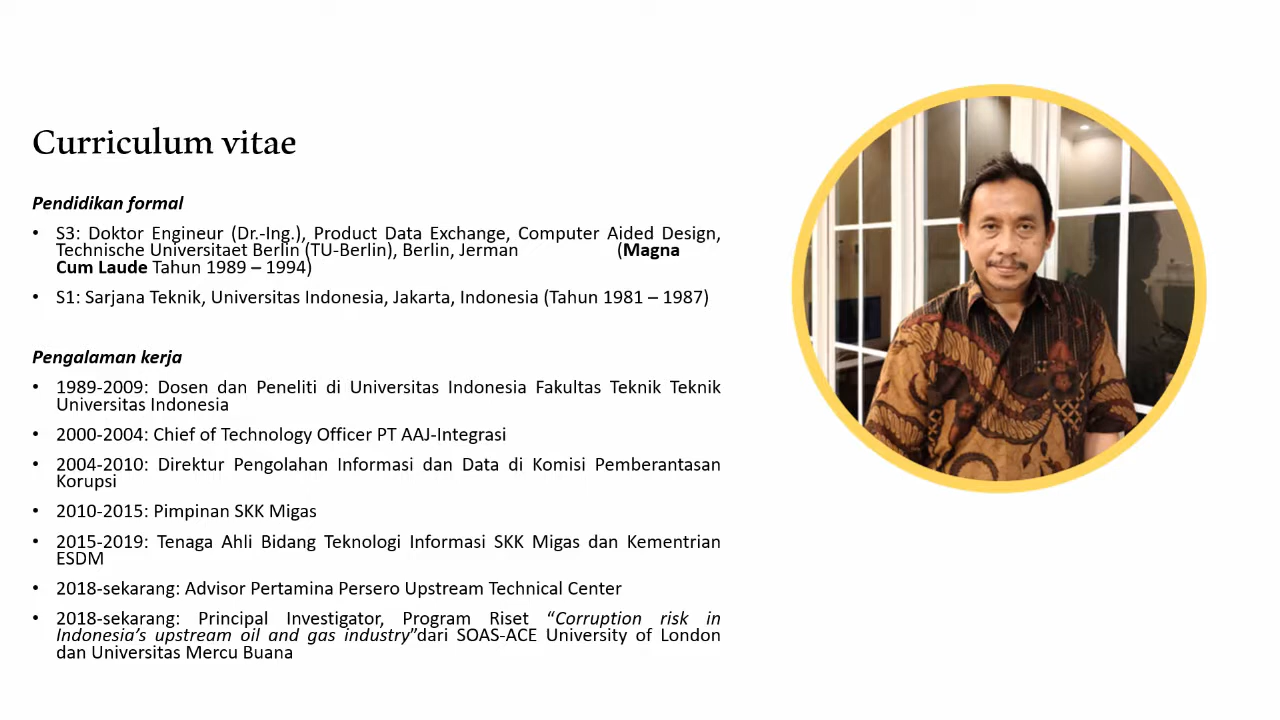 Curriculum vitae
Pendidikan formal
• S3: Doktor Engineur (Dr.-Ing.), Product Data Exchange, Computer Aided Design,
Technische Universitaet Berlin (TU-Berlin), Berlin, Jerman (Magna
Cum Laude Tahun 1989 – 1994)
• S1: Sarjana Teknik, Universitas Indonesia, Jakarta, Indonesia (Tahun 1981 – 1987)
Pengalaman kerja
• 1989-2009: Dosen dan Peneliti di Universitas Indonesia Fakultas Teknik Teknik
Universitas Indonesia
• 2000-2004: Chief of Technology Officer PT AAJ-Integrasi
• 2004-2010: Direktur Pengolahan Informasi dan Data di Komisi Pemberantasan
Korupsi
• 2010-2015: Pimpinan SKK Migas
• 2015-2019: Tenaga Ahli Bidang Teknologi Informasi SKK Migas dan Kementrian
ESDM
• 2018-sekarang: Advisor Pertamina Persero Upstream Technical Center
• 2018-sekarang: Principal Investigator, Program Riset “Corruption risk in
Indonesia’s upstream oil and gas industry”dari SOAS-ACE University of London
dan Universitas Mercu Buana